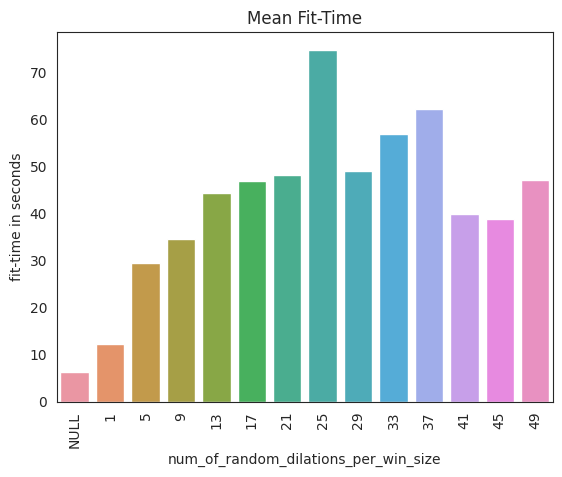 Mean Fit-Time
fit-time in seconds
70
60
50
40
30
20
10
0
NULL 1 5 9 13 17 21 25 29 33 37 41 45 49
num_of_random_dilations_per_win_size